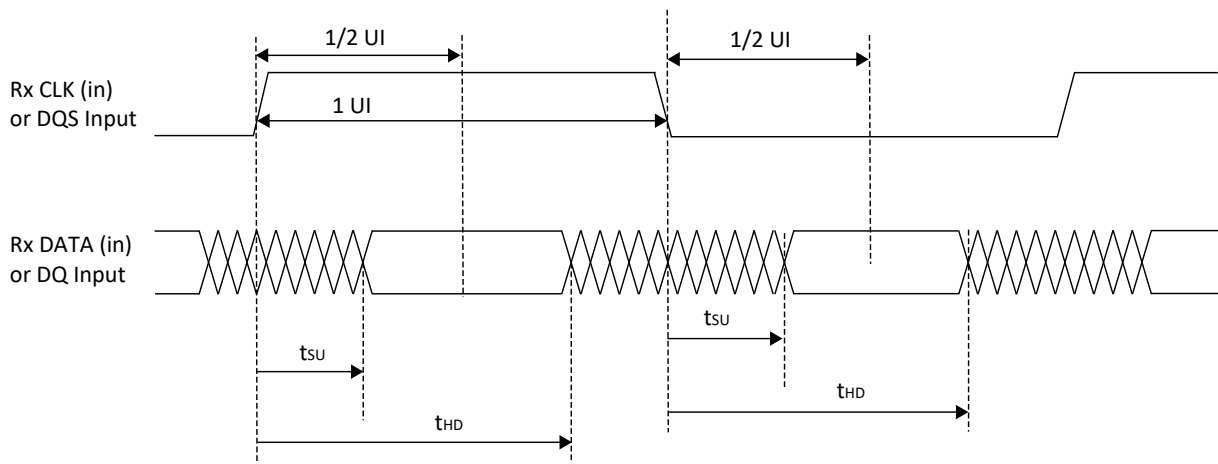 1/2 UI
1/2 UI
Rx CLK (in)
or DQS Input
1 UI
Rx DATA (in)
or DQ Input
tSU
tSU
tHD
tHD